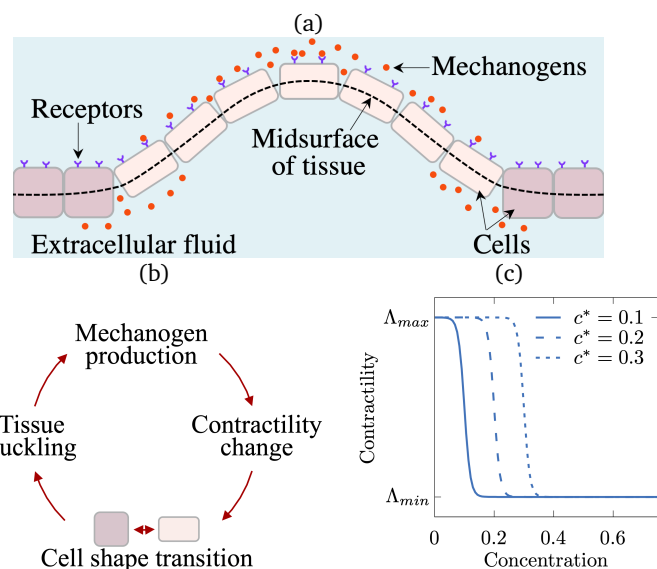 (a)
Mechanogens
Receptors
Midsurface
of tissue
Extracellular fluid
Cells
(b)
Mechanogen
production
Tissue
uckling
Contractility
change
Cell shape transition
(c)
Λmax
Λmin
Contractility
c* = 0.1
c* = 0.2
c* = 0.3
0
0.2
0.4
0.6
Concentration